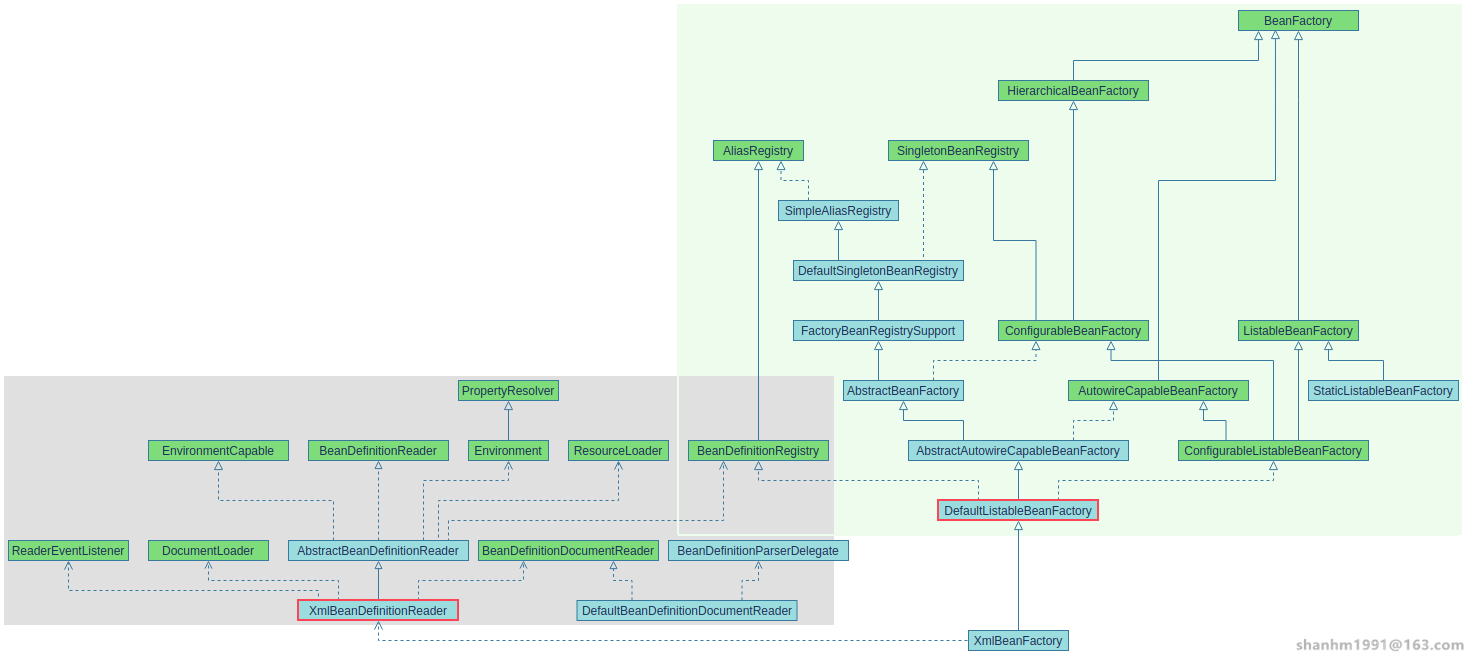 BeanFactory
HierarchicalBeanFactory
AliasRegistry
SingletonBeanRegistry
SimpleAliasRegistry
DefaultSingletonBeanRegistry
FactoryBeanRegistrySupport
ConfigurableBeanFactory
ListableBeanFactory
PropertyResolver
AbstractBeanFactory
AutowireCapableBeanFactory
StaticListableBeanFactory
EnvironmentCapable
BeanDefinitionReader
Environment
ResourceLoader
BeanDefinitionRegistry
AbstractAutowireCapableBeanFactory
ConfigurableListableBeanFactory
DefaultListableBeanFactory
ReaderEventListener
DocumentLoader
AbstractBeanDefinitionReader
BeanDefinitionDocumentReader
BeanDefinitionParserDelegate
XmlBeanDefinitionReader
DefaultBeanDefinitionDocumentReader
XmlBeanFactory
shanhm1991@163.com